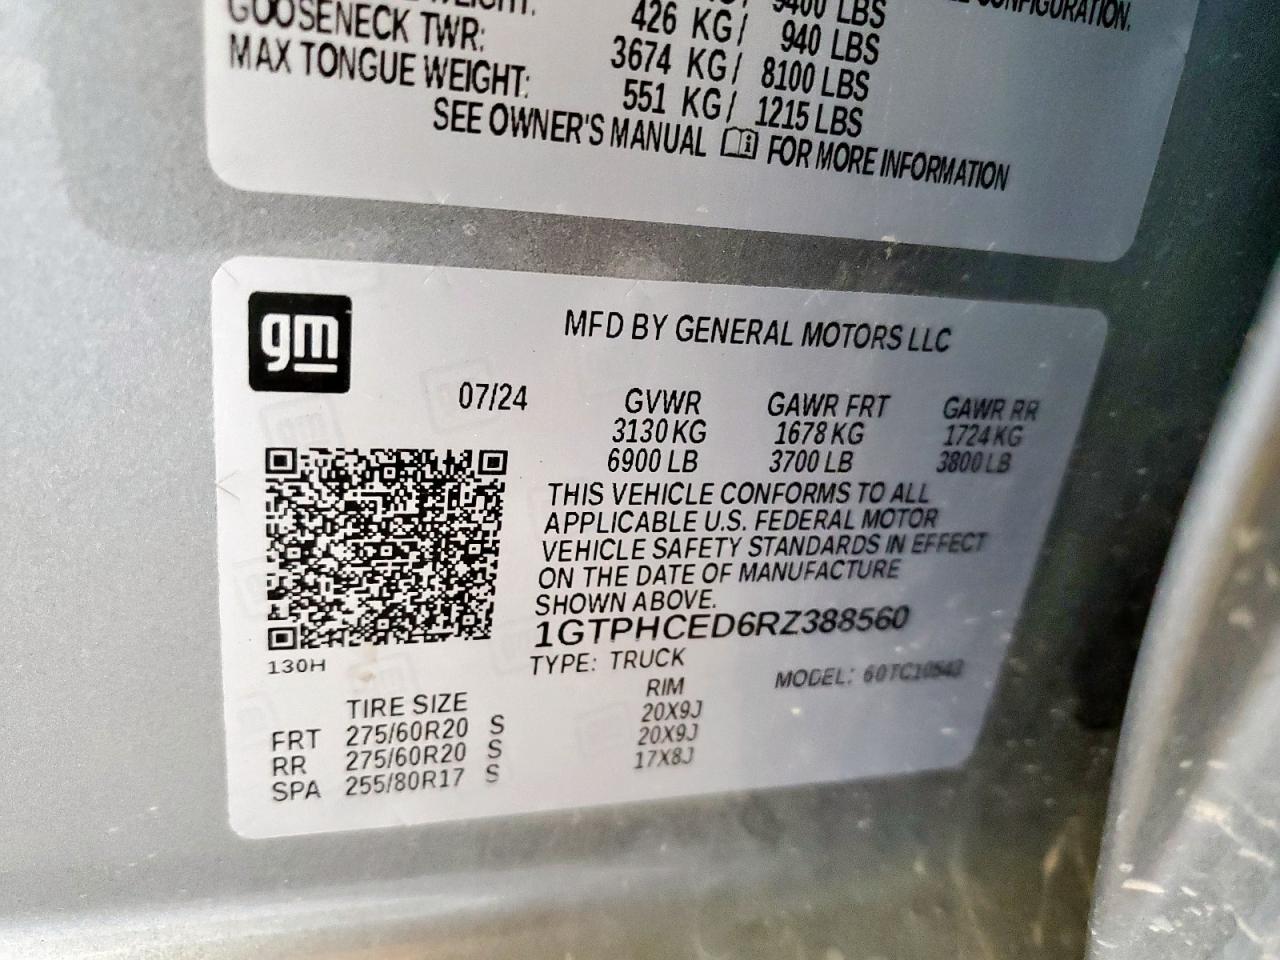 9400 LBS
CONFIGURATION.
426 KG/ 940 LBS
GOOSENECK TWR: 3674 KG/ 8100 LBS
MAX TONGUE WEIGHT: 551 KG/ 1215 LBS
SEE OWNER'S MANUAL FOR MORE INFORMATION
gm
MFD BY GENERAL MOTORS LLC
07/24 GVWR GAWR FRT GAWR RR
3130 KG 1678 KG 1724 KG
6900 LB 3700 LB 3800 LB
THIS VEHICLE CONFORMS TO ALL
APPLICABLE U.S. FEDERAL MOTOR
VEHICLE SAFETY STANDARDS IN EFFECT
ON THE DATE OF MANUFACTURE
SHOWN ABOVE.
1GTPHCED6RZ388560
130H
TYPE: TRUCK MODEL: 60TC10543
TIRE SIZE RIM
FRT 275/60R20 S 20X9J
RR 275/60R20 S 20X9J
SPA 255/80R17 S 17X8J